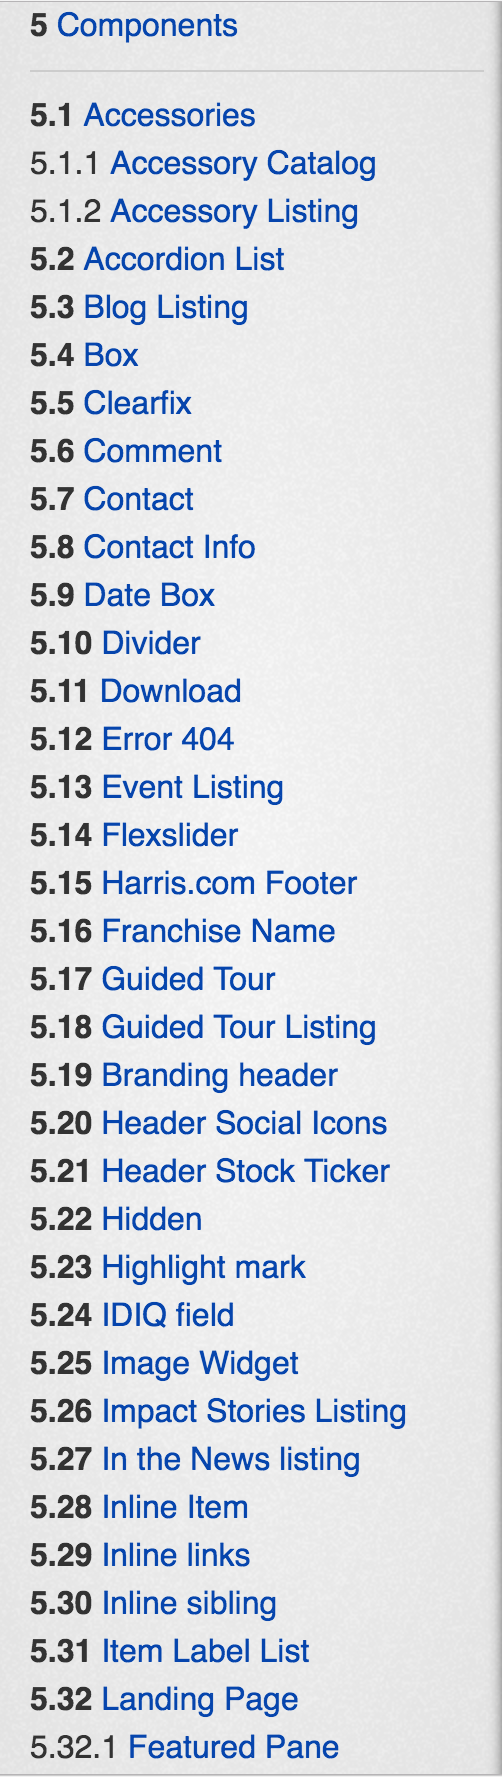 5 Components
5.1 Accessories
5.1.1 Accessory Catalog
5.1.2 Accessory Listing
5.2 Accordion List
5.3 Blog Listing
5.4 Box
5.5 Clearfix
5.6 Comment
5.7 Contact
5.8 Contact Info
5.9 Date Box
5.10 Divider
5.11 Download
5.12 Error 404
5.13 Event Listing
5.14 Flexslider
5.15 Harris.com Footer
5.16 Franchise Name
5.17 Guided Tour
5.18 Guided Tour Listing
5.19 Branding header
5.20 Header Social Icons
5.21 Header Stock Ticker
5.22 Hidden
5.23 Highlight mark
5.24 IDIQ field
5.25 Image Widget
5.26 Impact Stories Listing
5.27 In the News listing
5.28 Inline Item
5.29 Inline links
5.30 Inline sibling
5.31 Item Label List
5.32 Landing Page
5.32.1 Featured Pane